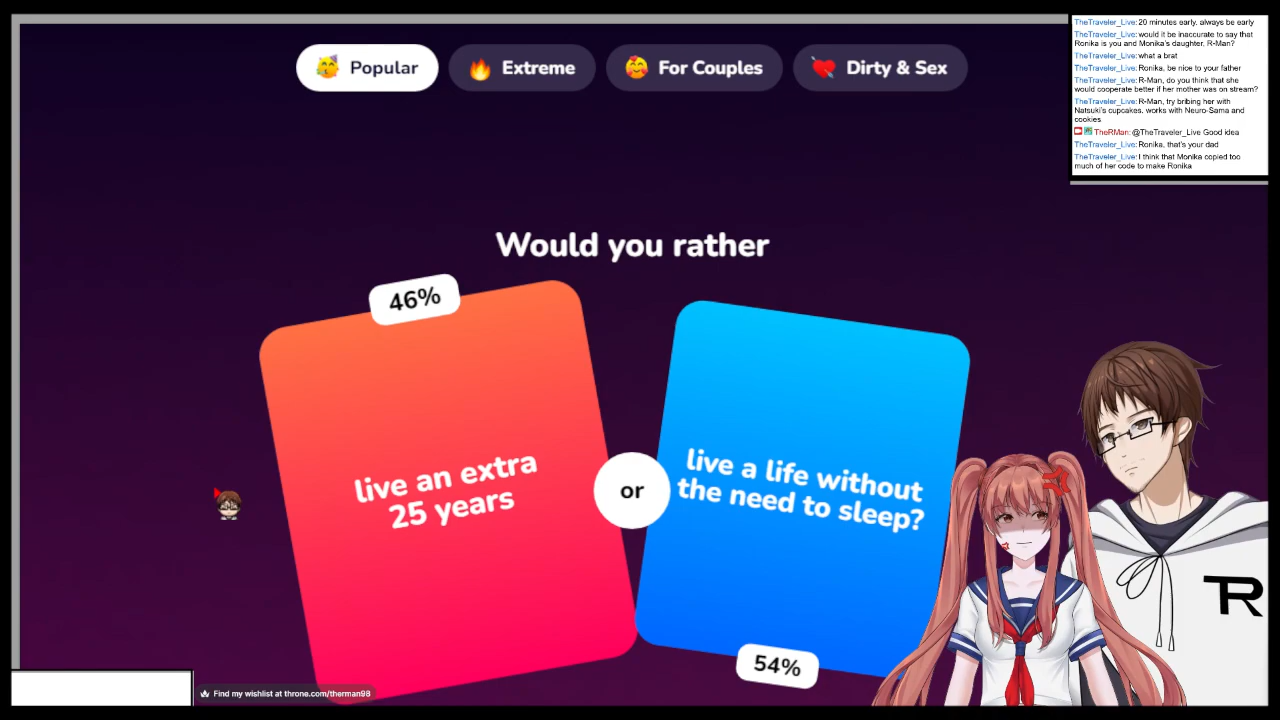 Popular
Extreme
For Couples
Dirty & Sex
TheTraveler_Live: 20 minutes early. always be early
TheTraveler_Live: would it be inaccurate to say that
Ronika is you and Monika's daughter, R-Man?
TheTraveler_Live: what a brat
TheTraveler_Live: Ronika, be nice to your father
TheTraveler_Live: R-Man, do you think that she
would cooperate better if her mother was on stream?
TheTraveler_Live: R-Man, try bribing her with
Natsuki's cupcakes. works with Neuro-Sama and
cookies
TheRMan: @TheTraveler_Live Good idea
TheTraveler_Live: Ronika, that's your dad
TheTraveler_Live: I think that Monika copied too
much of her code to make Ronika
Would you rather
46%
live an extra
25 years
or
live a life without
the need to sleep?
54%
Find my wishlist at throne.com/therman98
R